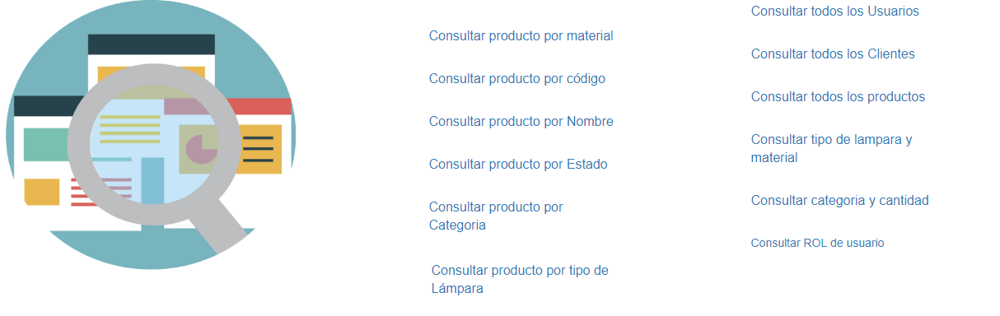 Consultar producto por material
Consultar producto por código
Consultar producto por Nombre
Consultar producto por Estado
Consultar producto por
Categoria
Consultar producto por tipo de
Lámpara
Consultar todos los Usuarios
Consultar todos los Clientes
Consultar todos los productos
Consultar tipo de lampara y
material
Consultar categoria y cantidad
Consultar ROL de usuario